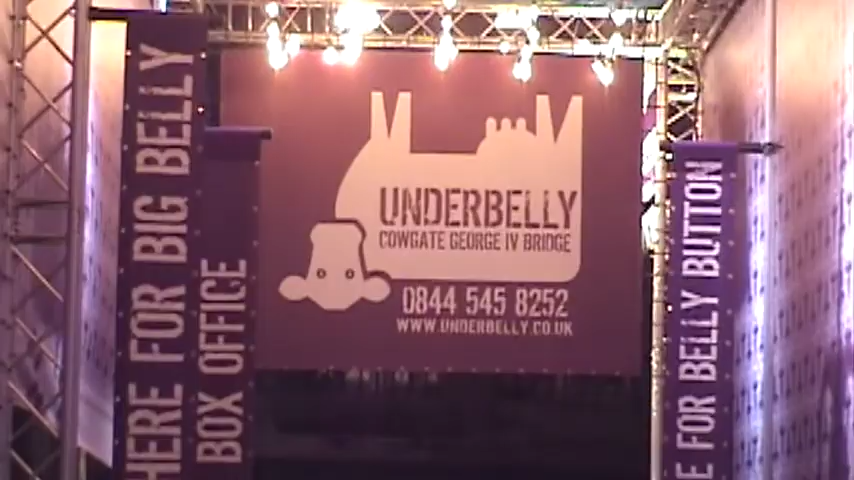 HERE FOR BIG BELLY
BOX OFFICE
UNDERBELLY
COWGATE GEORGE IV BRIDGE
0844 545 8252
WWW.UNDERBELLY.CO.UK
E FOR BELLY BUTTON